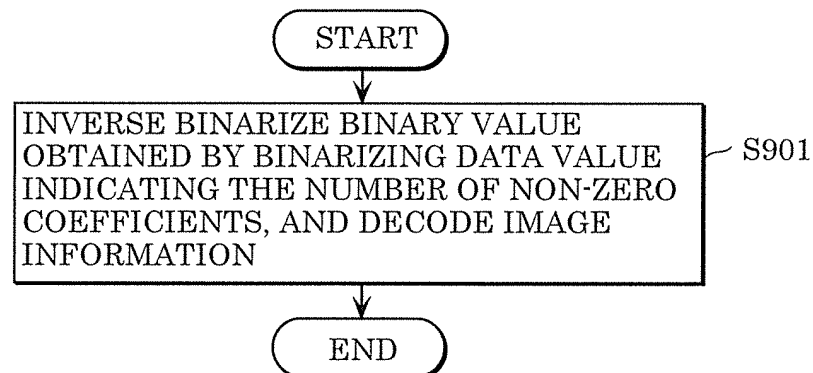 START
INVERSE BINARIZE BINARY VALUE
OBTAINED BY BINARIZING DATA VALUE
INDICATING THE NUMBER OF NON-ZERO
COEFFICIENTS, AND DECODE IMAGE
INFORMATION
S901
END